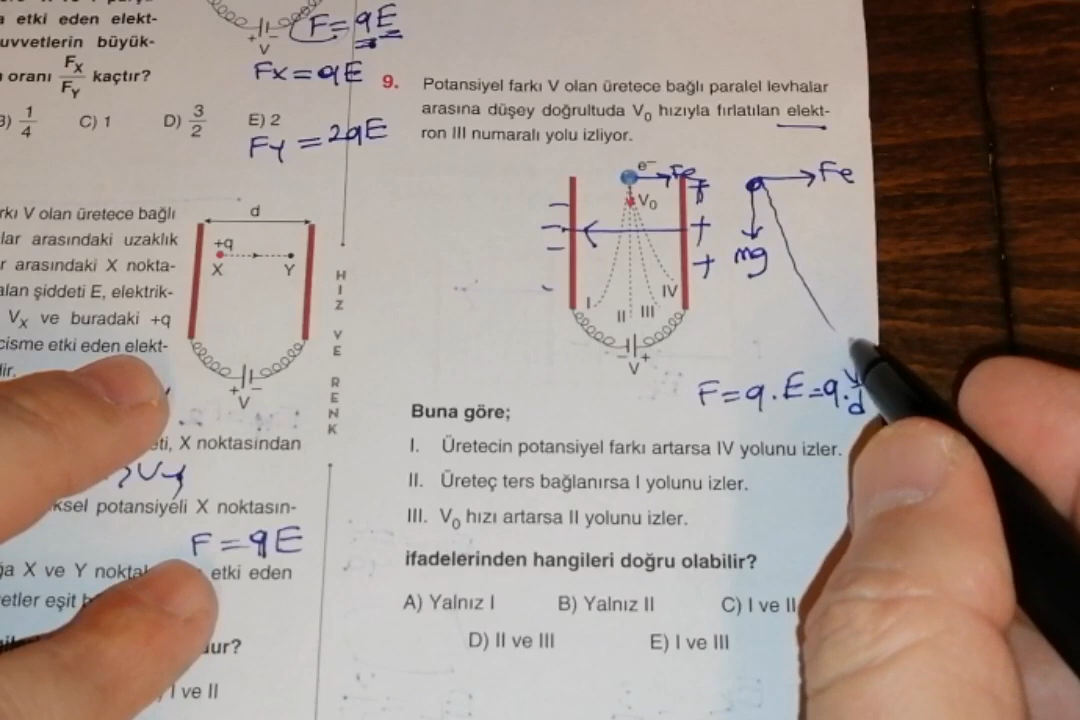 a etki eden elekt-
uvvetlerin büyük-
oranı Fx/FY kaçtır?
B) 1/4 C) 1 D) 3/2 E) 2
+ V -
F=qE
Fx=qE
FY=2qE
rkı V olan üretece bağlı
lar arasındaki uzaklık
r arasındaki X nokta-
alan şiddeti E, elektrik-
Vx ve buradaki +q
cisme etki eden elekt-
dir.
d
+q
X Y
+ -
V
eti, X noktasından
ksel potansiyeli X noktasın-
F=qE
ğa X ve Y nokta etki eden
etler eşit
dur?
I ve II
HIZ VE RENK
9. Potansiyel farkı V olan üretece bağlı paralel levhalar
arasına düşey doğrultuda V0 hızıyla fırlatılan elekt-
ron III numaralı yolu izliyor.
e- Fe
V0
+
+
+
I II III IV
- +
V
Fe
mg
F=q.E=q.V/d
Buna göre;
I. Üretecin potansiyel farkı artarsa IV yolunu izler.
II. Üreteç ters bağlanırsa I yolunu izler.
III. V0 hızı artarsa II yolunu izler.
ifadelerinden hangileri doğru olabilir?
A) Yalnız I B) Yalnız II C) I ve II
D) II ve III E) I ve III